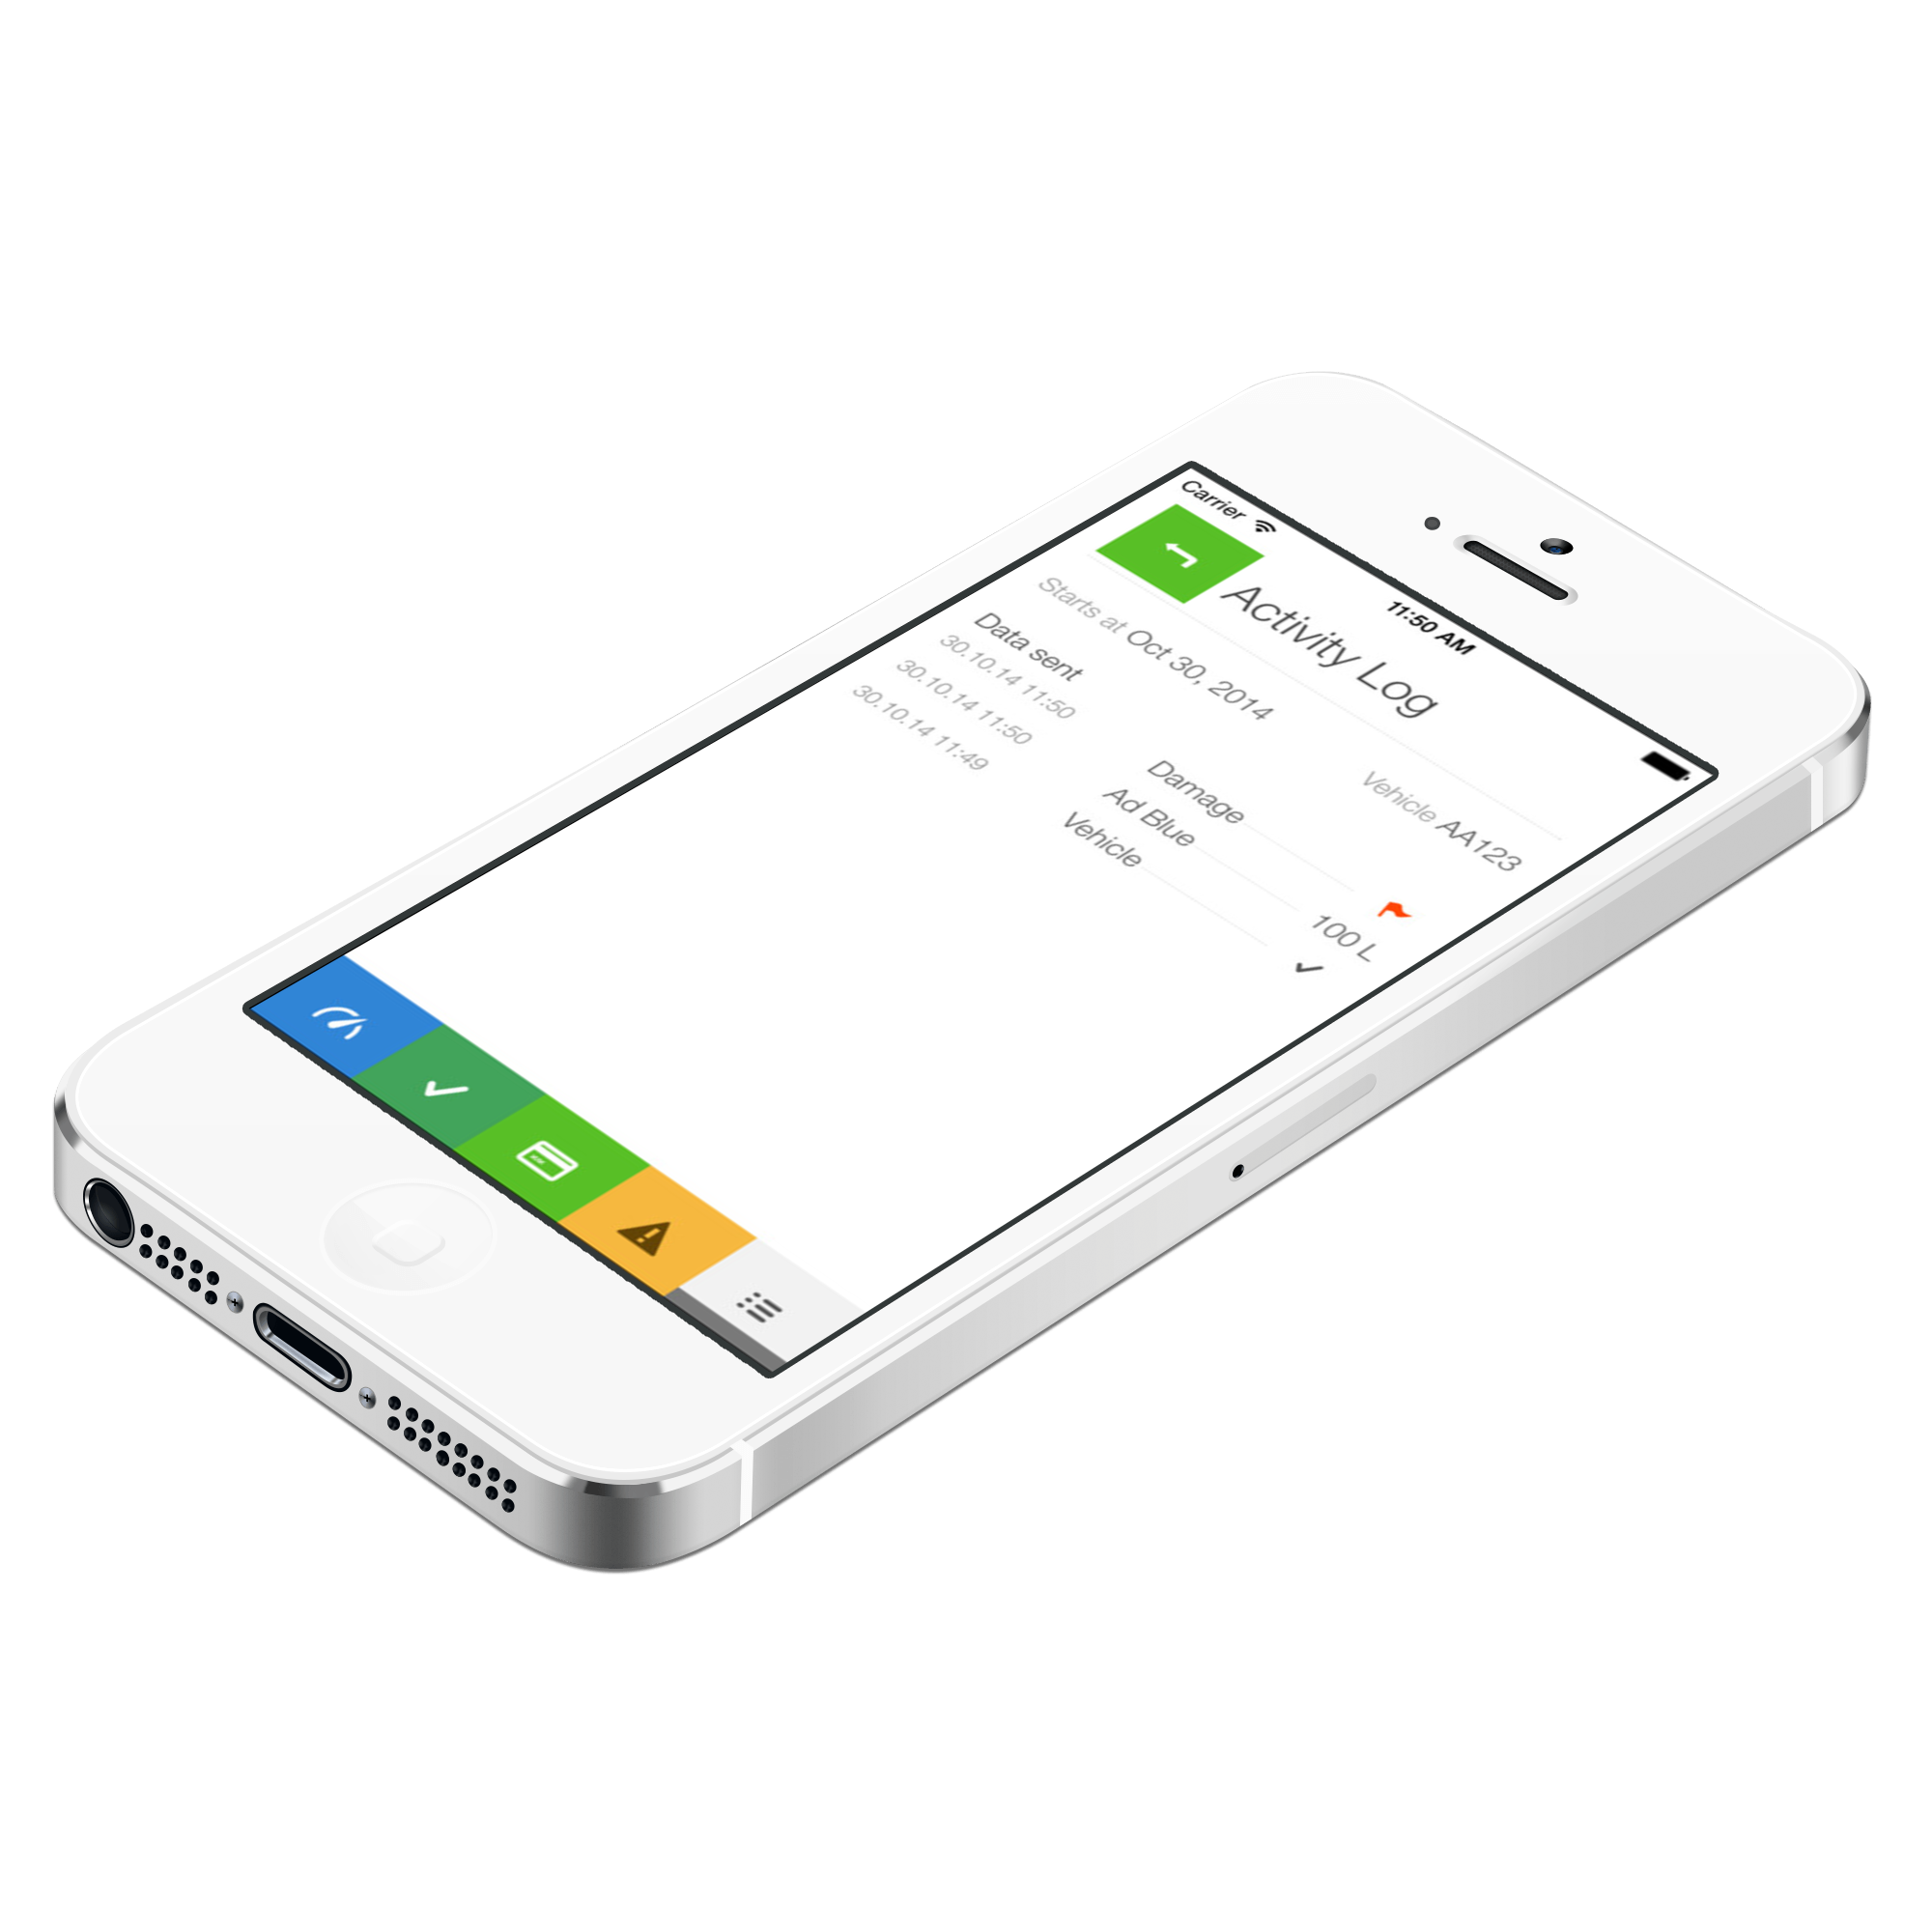 Carrier 11:50 AM
Activity Log
Starts at Oct 30, 2014 Vehicle AA123
Data sent
30.10.14 11:50 Damage
30.10.14 11:50 Ad Blue 100 L
30.10.14 11:49 Vehicle